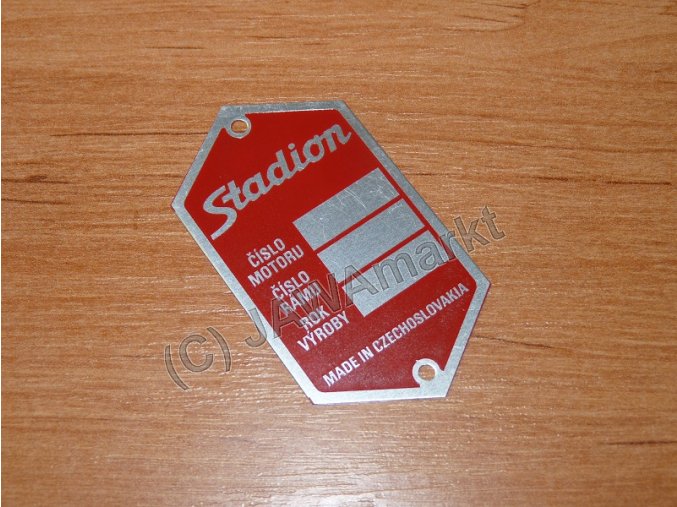 Stadion
ČÍSLO
MOTORU
ČÍSLO
RÁMU
ROK
VÝROBY
MADE IN CZECHOSLOVAKIA
(C) JAWAmarkt